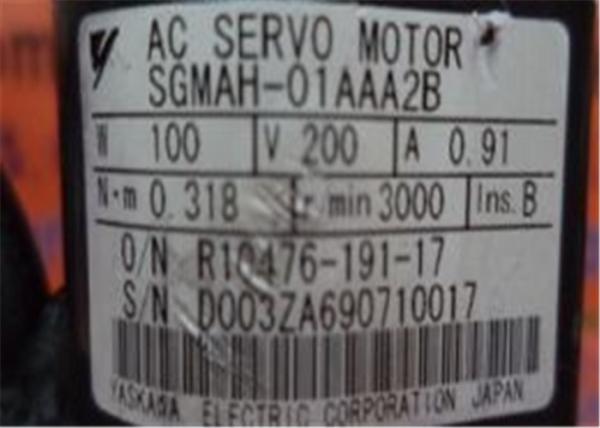 AC SERVO MOTOR
SGMAH-01AAA2B
W 100 V 200 A 0.91
N·m 0.318 r/min 3000 Ins. B
O/N R10476-191-17
S/N D003ZA690710017
YASKAWA ELECTRIC CORPORATION JAPAN